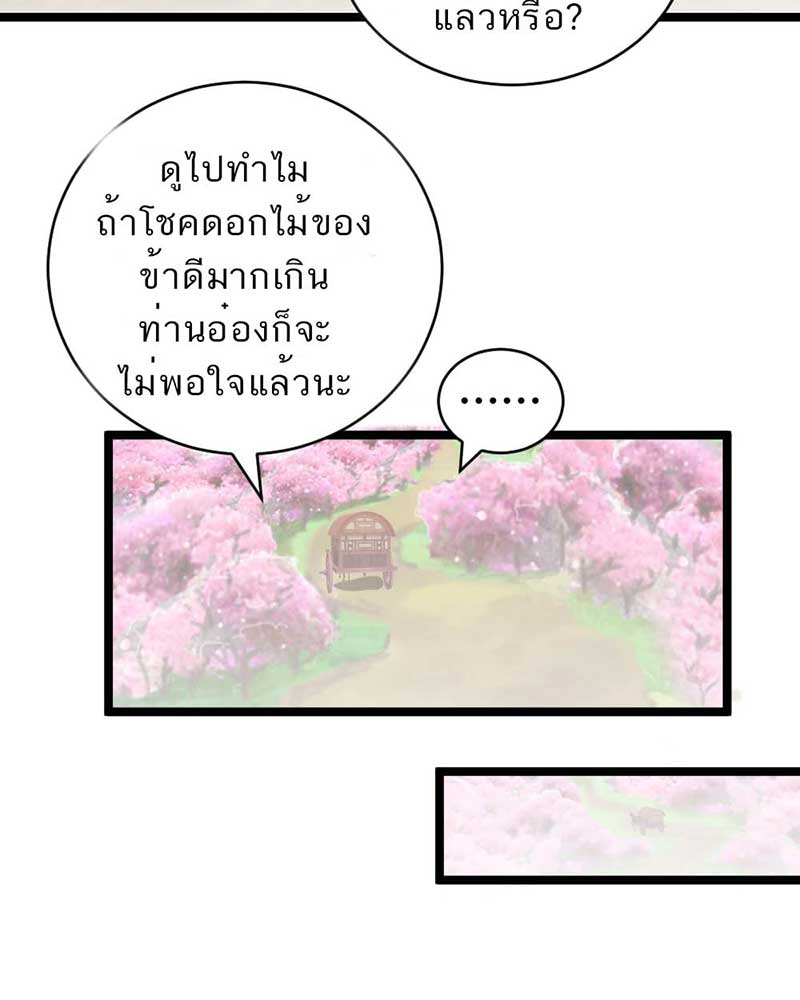 แลวหรือ?
ดูไปทำไม
ถ้าโชคดอกไม้ของ
ข้าดีมากเกิน
ท่านอ๋องก็จะ
ไม่พอใจแล้วนะ
......